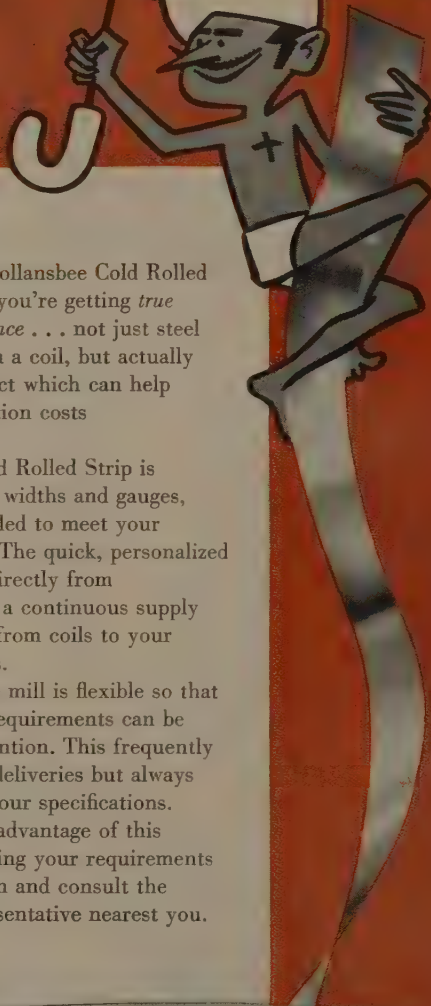 ollansbee Cold Rolled
you're getting true
nce . . . not just steel
a coil, but actually
ct which can help
tion costs
d Rolled Strip is
widths and gauges,
led to meet your
The quick, personalized
irectly from
a continuous supply
from coils to your
s.
mill is flexible so that
equirements can be
ntion. This frequently
deliveries but always
our specifications.
advantage of this
ing your requirements
n and consult the
sentative nearest you.